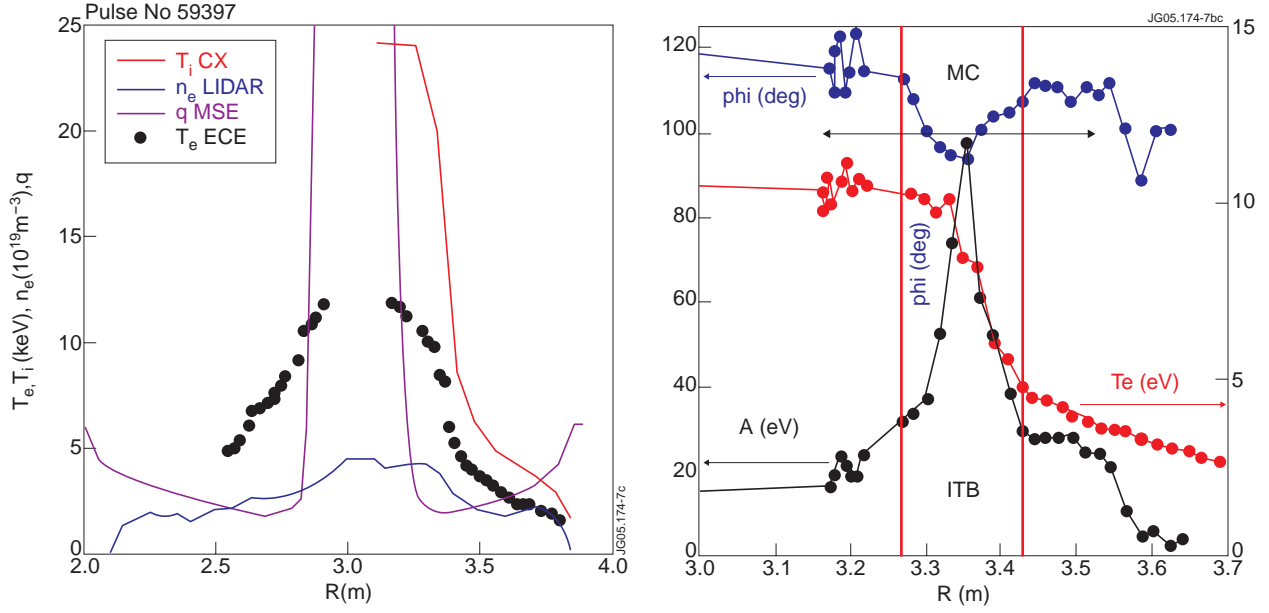 Pulse No 59397
25
20
15
10
5
0
T_e,T_i (keV), n_e(10^19m^-3),q
T_i CX
n_e LIDAR
q MSE
T_e ECE
2.0 2.5 3.0 3.5 4.0
R(m)
JG05.174-7c
JG05.174-7bc
120
100
80
60
40
20
0
15
10
5
0
MC
phi (deg)
phi (deg)
Te (eV)
A (eV)
ITB
3.0 3.2 3.3 3.4 3.5 3.6 3.7
R (m)